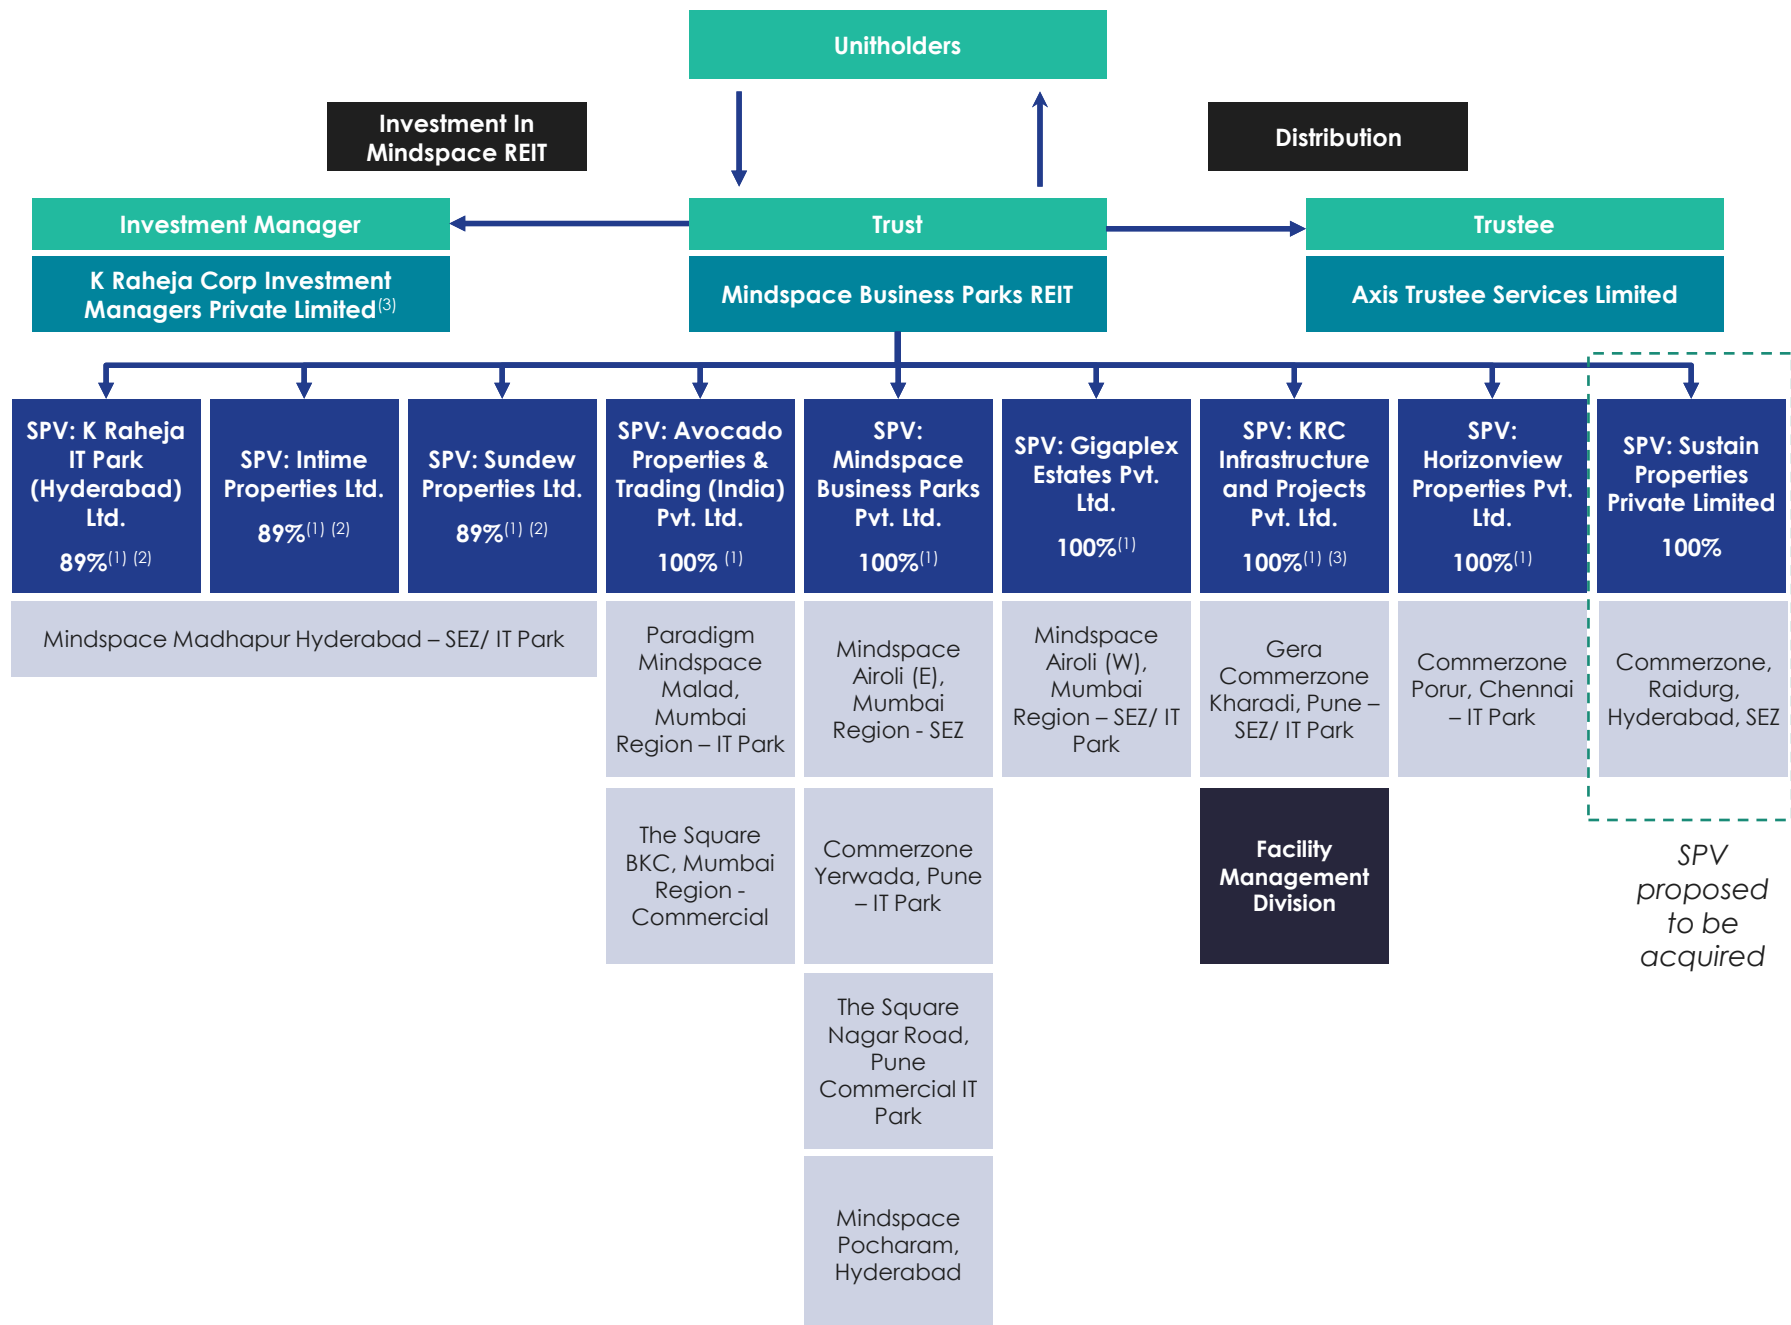 Unitholders
Investment In
Mindspace REIT
Distribution
Investment Manager
Trust
Trustee
K Raheja Corp Investment
Managers Private Limited(3)
Mindspace Business Parks REIT
Axis Trustee Services Limited
SPV: K Raheja
IT Park
(Hyderabad)
Ltd.
89%(1) (2)
SPV: Intime
Properties Ltd.
89%(1) (2)
SPV: Sundew
Properties Ltd.
89%(1) (2)
SPV: Avocado
Properties &
Trading (India)
Pvt. Ltd.
100% (1)
SPV:
Mindspace
Business Parks
Pvt. Ltd.
100%(1)
SPV: Gigaplex
Estates Pvt.
Ltd.
100%(1)
SPV: KRC
Infrastructure
and Projects
Pvt. Ltd.
100%(1) (3)
SPV:
Horizonview
Properties Pvt.
Ltd.
100%(1)
SPV: Sustain
Properties
Private Limited
100%
Mindspace Madhapur Hyderabad – SEZ/ IT Park
Paradigm
Mindspace
Malad,
Mumbai
Region – IT Park
Mindspace
Airoli (E),
Mumbai
Region - SEZ
Mindspace
Airoli (W),
Mumbai
Region – SEZ/ IT
Park
Gera
Commerzone
Kharadi, Pune –
SEZ/ IT Park
Commerzone
Porur, Chennai
– IT Park
Commerzone,
Raidurg,
Hyderabad, SEZ
The Square
BKC, Mumbai
Region -
Commercial
Commerzone
Yerwada, Pune
– IT Park
Facility
Management
Division
SPV
proposed
to be
acquired
The Square
Nagar Road,
Pune
Commercial IT
Park
Mindspace
Pocharam,
Hyderabad